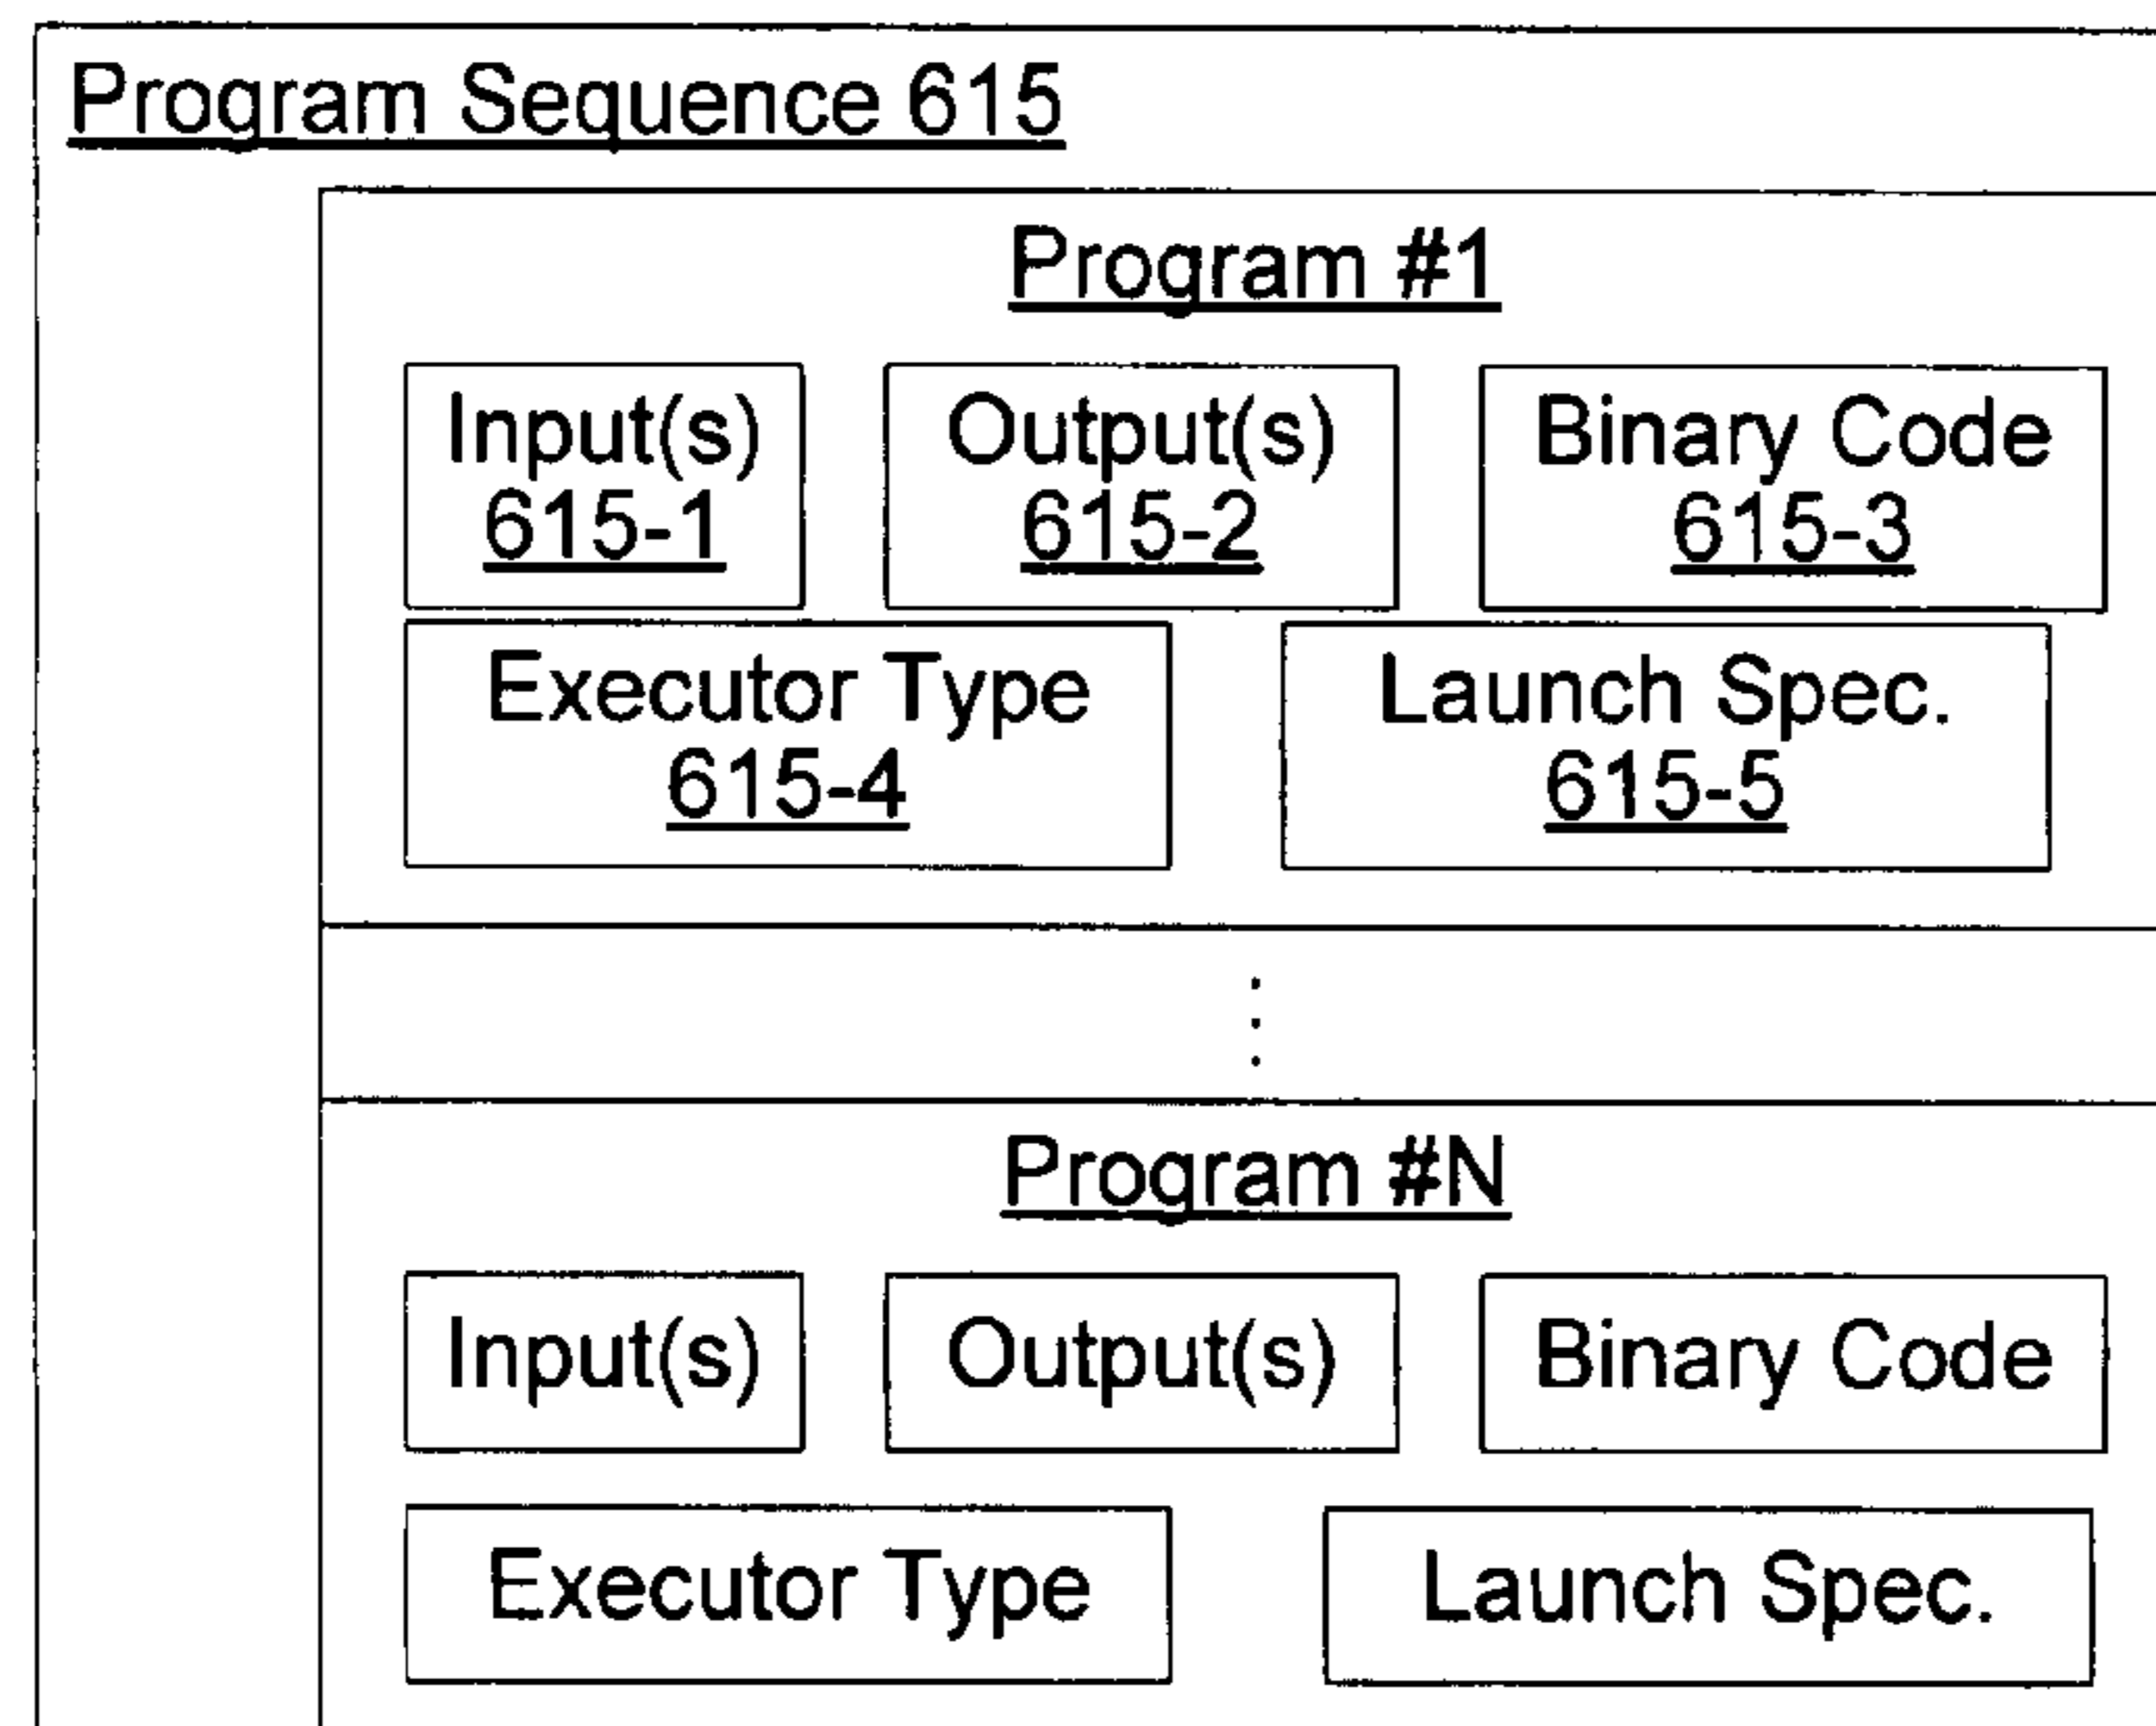 Program Sequence 615
Program #1
Input(s)
615-1
Output(s)
615-2
Binary Code
615-3
Executor Type
615-4
Launch Spec.
615-5
Program #N
Input(s)
Output(s)
Binary Code
Executor Type
Launch Spec.